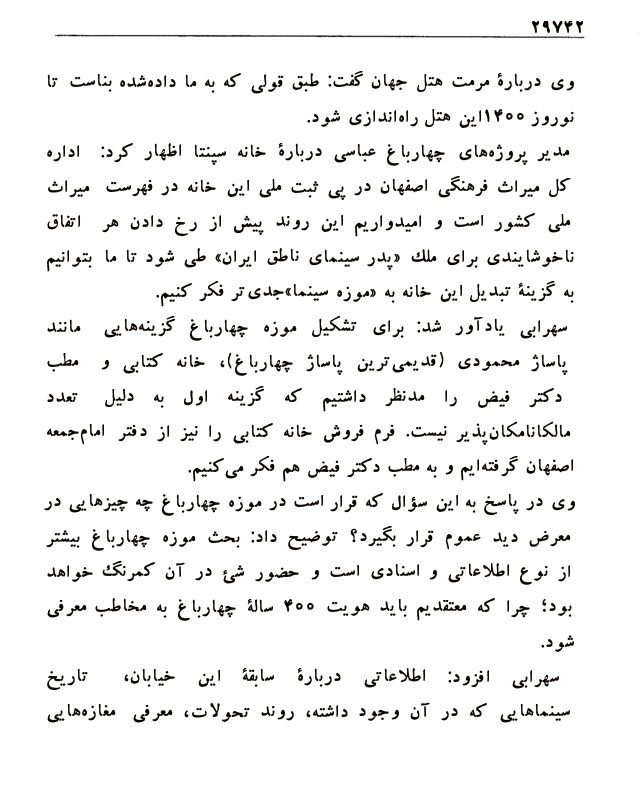 ۲۹۷۴۲
وی دربارهٔ مرمت هتل جهان گفت: طبق قولی که به ما داده‌شده بناست تا
نوروز ۱۴۰۰این هتل راه‌اندازی شود.
مدیر پروژه‌های چهارباغ عباسی دربارهٔ خانه سپنتا اظهار کرد: اداره
کل میراث فرهنگی اصفهان در پی ثبت ملی این خانه در فهرست میراث
ملی کشور است و امیدواریم این روند پیش از رخ دادن هر اتفاق
ناخوشایندی برای ملك «پدر سینمای ناطق ایران» طی شود تا ما بتوانیم
به گزینهٔ تبدیل این خانه به «موزه سینما»جدی‌تر فکر کنیم.
سهرابی یادآور شد: برای تشکیل موزه چهارباغ گزینه‌هایی مانند
پاساژ محمودی (قدیمی‌ترین پاساژ چهارباغ)، خانه کتابی و مطب
دکتر فیض را مدنظر داشتیم که گزینه اول به دلیل تعدد
مالکانامکان‌پذیر نیست. فرم فروش خانه کتابی را نیز از دفتر امام‌جمعه
اصفهان گرفته‌ایم و به مطب دکتر فیض هم فکر می‌کنیم.
وی در پاسخ به این سؤال که قرار است در موزه چهارباغ چه چیزهایی در
معرض دید عموم قرار بگیرد؟ توضیح داد: بحث موزه چهارباغ بیشتر
از نوع اطلاعاتی و اسنادی است و حضور شئ در آن کمرنگ خواهد
بود؛ چرا که معتقدیم باید هویت ۴۰۰ سالهٔ چهارباغ به مخاطب معرفی
شود.
سهرابی افزود: اطلاعاتی دربارهٔ سابقهٔ این خیابان، تاریخ
سینماهایی که در آن وجود داشته، روند تحولات، معرفی مغازه‌هایی